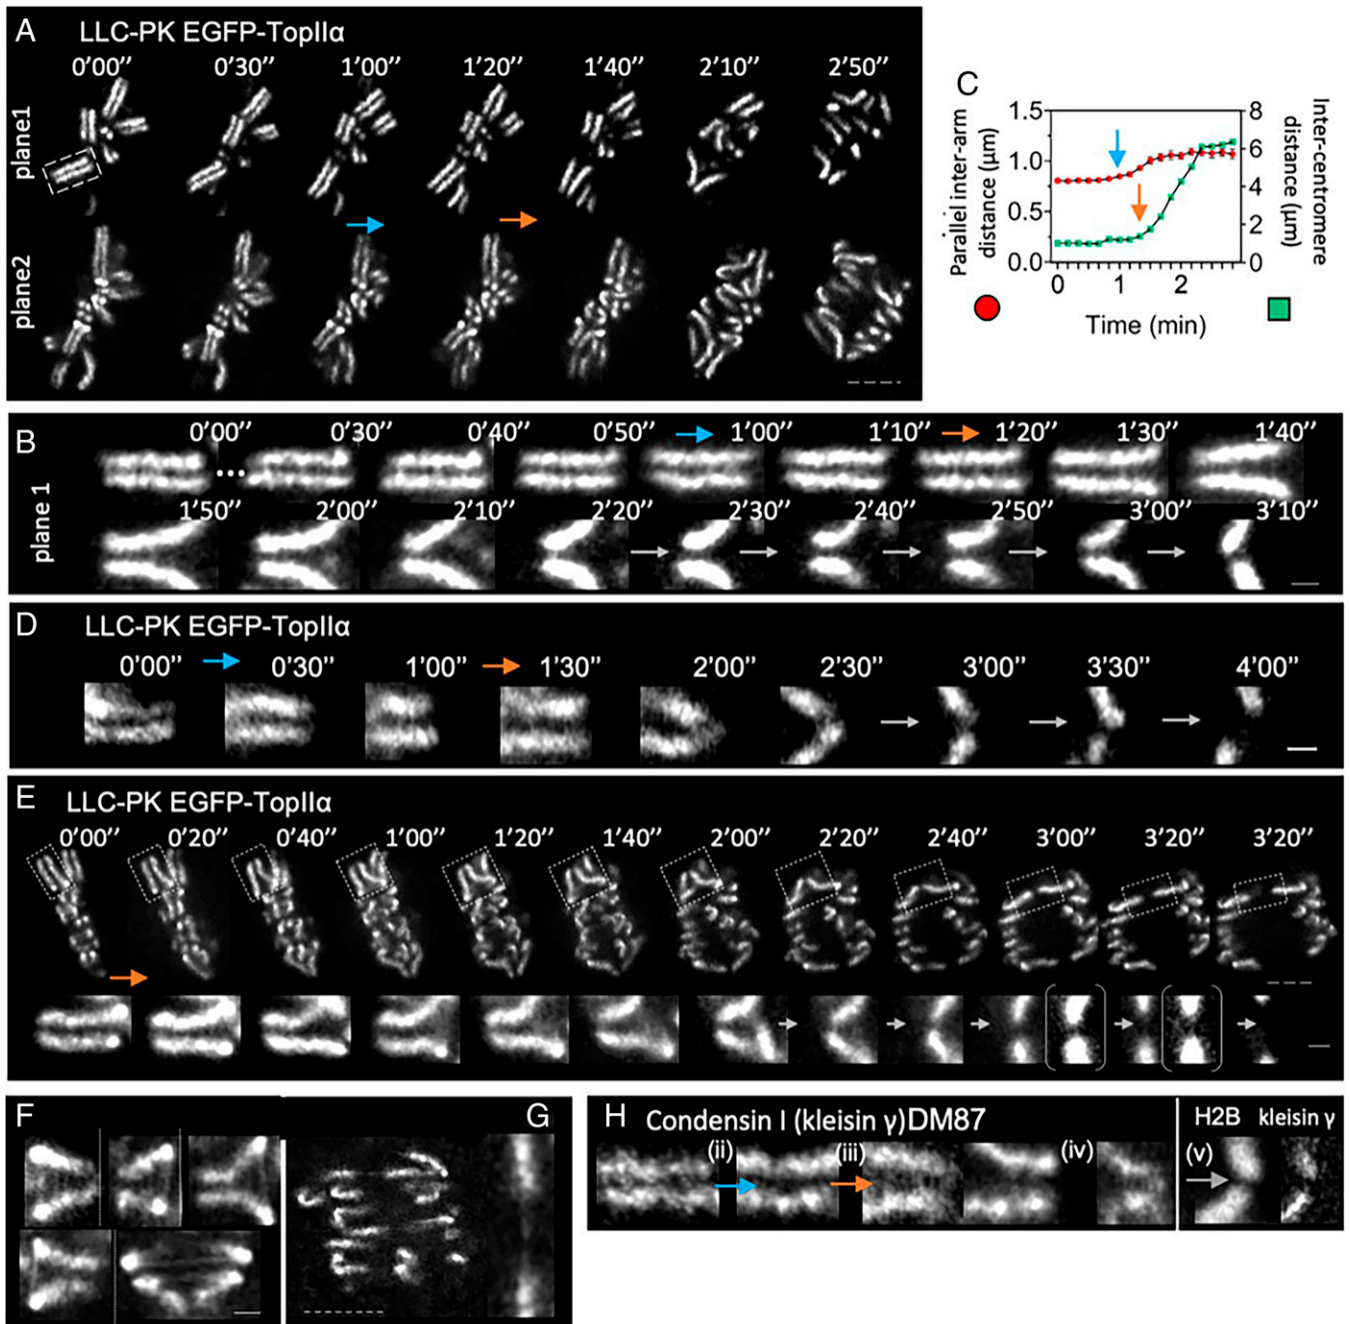 A
LLC-PK EGFP-TopIIα
0’00’’ 0’30’’ 1’00’’ 1’20’’ 1’40’’ 2’10’’ 2’50’’
plane1
plane2
C
Parallel inter-arm
distance (µm)
1.5
1.0
0.5
0.0
0 1 2
Time (min)
8
6
4
2
0
Inter-centromere
distance (µm)
B
plane 1
0’00’’ 0’30’’ 0’40’’ 0’50’’ 1’00’’ 1’10’’ 1’20’’ 1’30’’ 1’40’’
1’50’’ 2’00’’ 2’10’’ 2’20’’ 2’30’’ 2’40’’ 2’50’’ 3’00’’ 3’10’’
D
LLC-PK EGFP-TopIIα
0’00’’ 0’30’’ 1’00’’ 1’30’’ 2’00’’ 2’30’’ 3’00’’ 3’30’’ 4’00’’
E
LLC-PK EGFP-TopIIα
0’00’’ 0’20’’ 0’40’’ 1’00’’ 1’20’’ 1’40’’ 2’00’’ 2’20’’ 2’40’’ 3’00’’ 3’20’’ 3’20’’
F
G
H
Condensin I (kleisin γ)DM87
(ii) (iii) (iv)
H2B kleisin γ
(v)